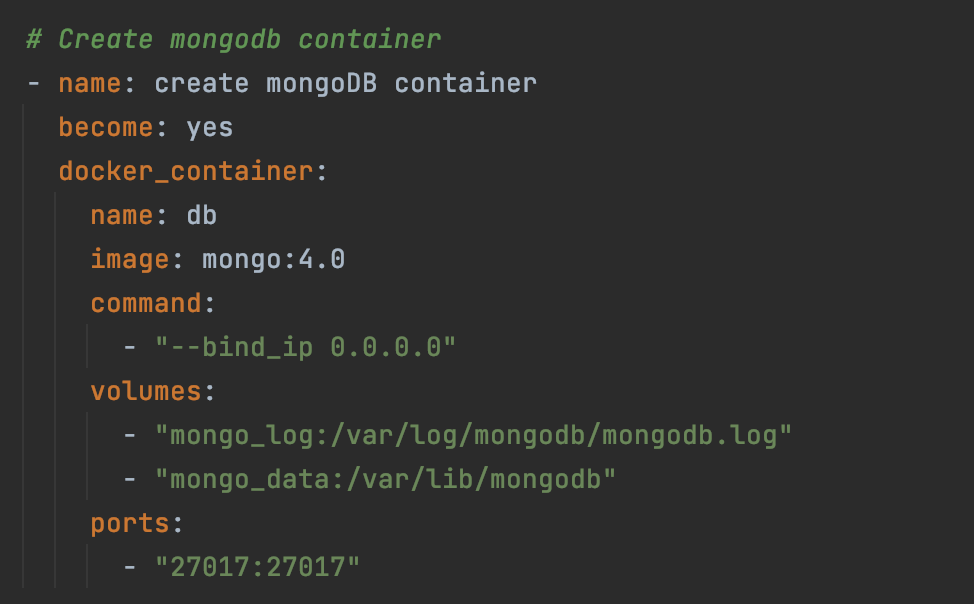 # Create mongodb container
- name: create mongoDB container
  become: yes
  docker_container:
    name: db
    image: mongo:4.0
    command:
      - "--bind_ip 0.0.0.0"
    volumes:
      - "mongo_log:/var/log/mongodb/mongodb.log"
      - "mongo_data:/var/lib/mongodb"
    ports:
      - "27017:27017"